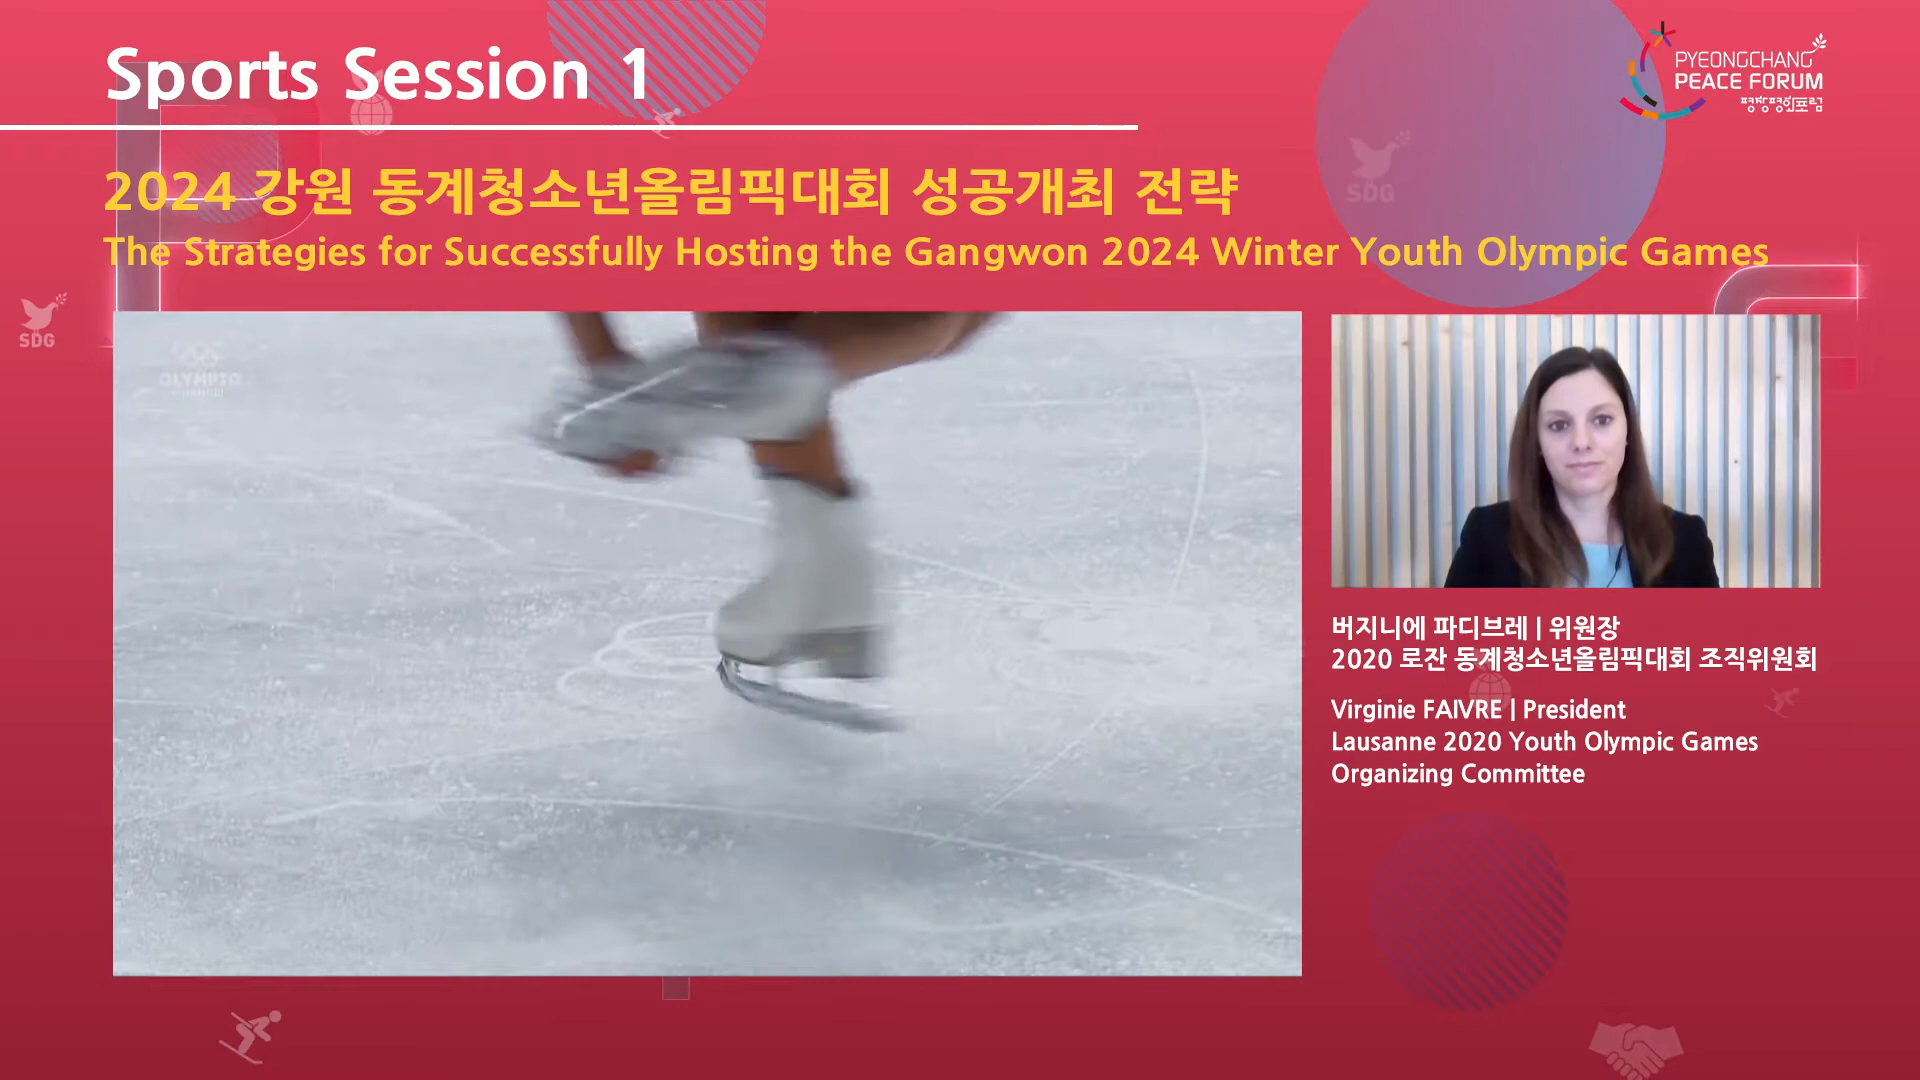 Sports Session 1
PYEONGCHANG
PEACE FORUM
평창평화포럼
2024 강원 동계청소년올림픽대회 성공개최 전략
The Strategies for Successfully Hosting the Gangwon 2024 Winter Youth Olympic Games
SDG
SDG
OLYMPIC
CHANNEL
버지니에 파디브레 | 위원장
2020 로잔 동계청소년올림픽대회 조직위원회
Virginie FAIVRE | President
Lausanne 2020 Youth Olympic Games
Organizing Committee